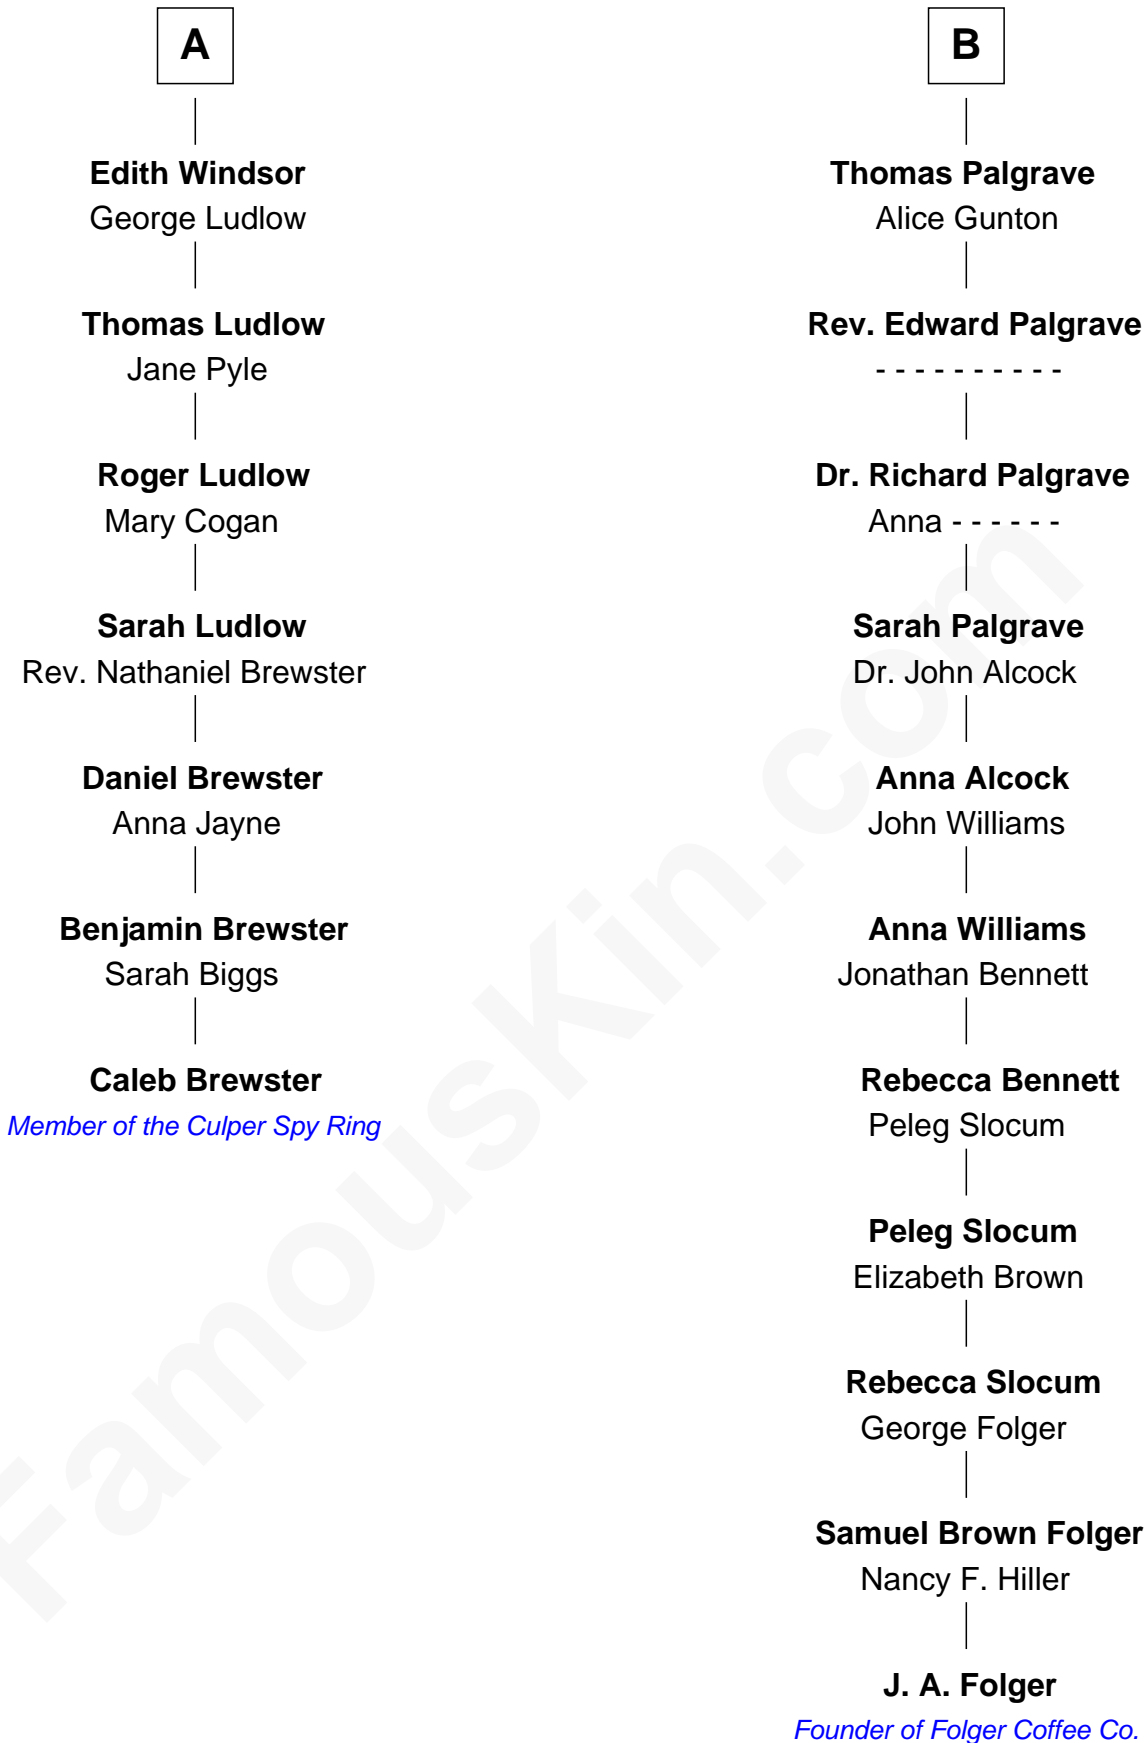 A
Edith Windsor
George Ludlow
Thomas Ludlow
Jane Pyle
Roger Ludlow
Mary Cogan
Sarah Ludlow
Rev. Nathaniel Brewster
Daniel Brewster
Anna Jayne
Benjamin Brewster
Sarah Biggs
Caleb Brewster
Member of the Culper Spy Ring
B
Thomas Palgrave
Alice Gunton
Rev. Edward Palgrave
- - - - - - - - - -
Dr. Richard Palgrave
Anna - - - - - -
Sarah Palgrave
Dr. John Alcock
Anna Alcock
John Williams
Anna Williams
Jonathan Bennett
Rebecca Bennett
Peleg Slocum
Peleg Slocum
Elizabeth Brown
Rebecca Slocum
George Folger
Samuel Brown Folger
Nancy F. Hiller
J. A. Folger
Founder of Folger Coffee Co.
FamousKin.com